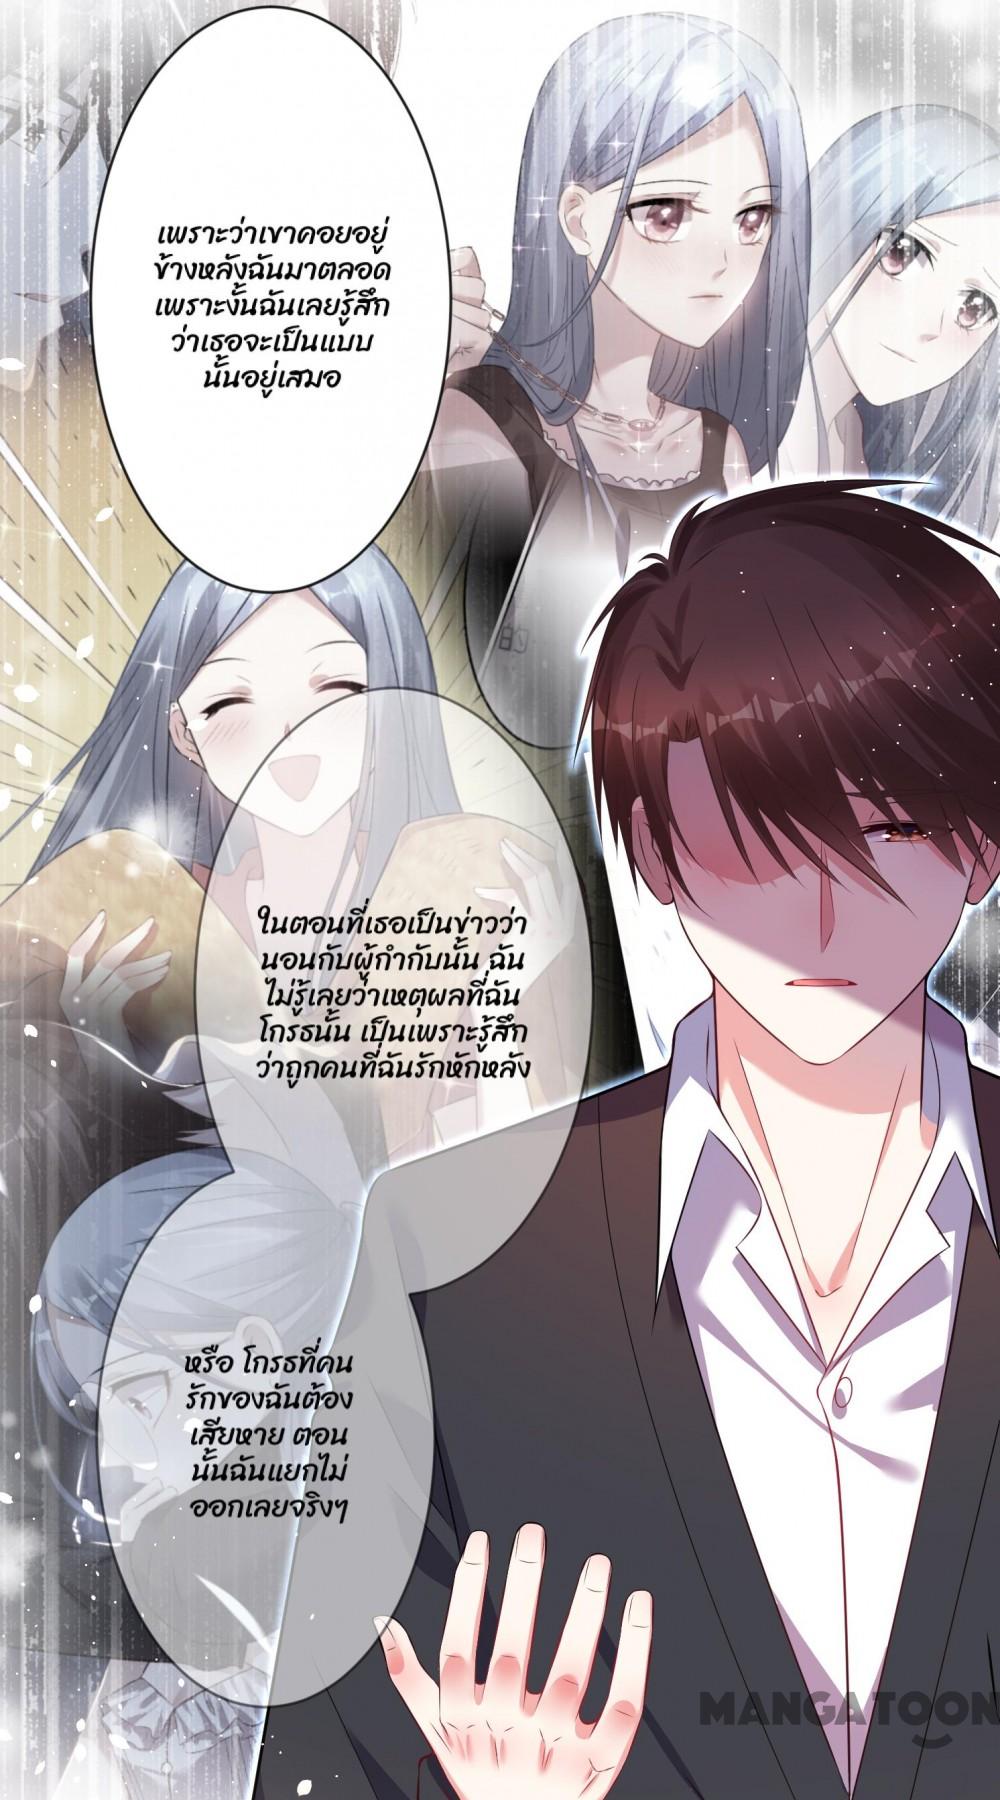 เพราะว่าเขาคอยอยู่
ข้างหลังฉันมาตลอด
เพราะงั้นฉันเลยรู้สึก
ว่าเธอจะเป็นแบบ
นั้นอยู่เสมอ
ในตอนที่เธอเป็นข่าวว่า
นอนกับผู้กำกับนั้น ฉัน
ไม่รู้เลยว่าเหตุผลที่ฉัน
โกรธนั้น เป็นเพราะรู้สึก
ว่าถูกคนที่ฉันรักหักหลัง
หรือ โกรธที่คน
รักของฉันต้อง
เสียหาย ตอน
นั้นฉันแยกไม่
ออกเลยจริงๆ
MANGATOON